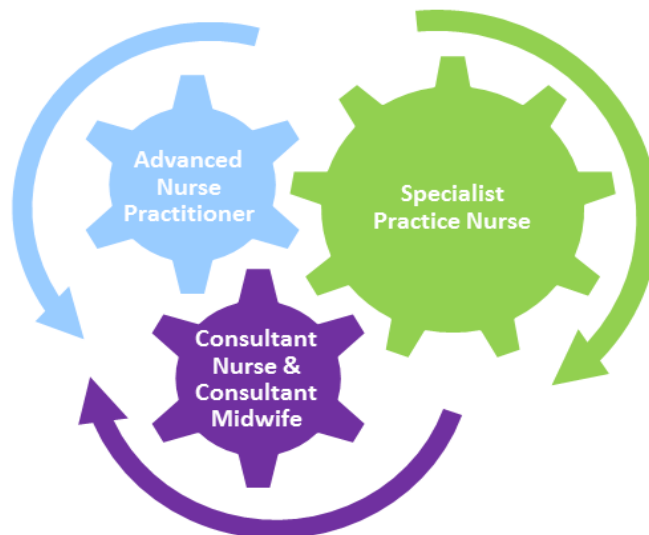 Advanced
Nurse
Practitioner
Specialist
Practice Nurse
Consultant
Nurse &
Consultant
Midwife